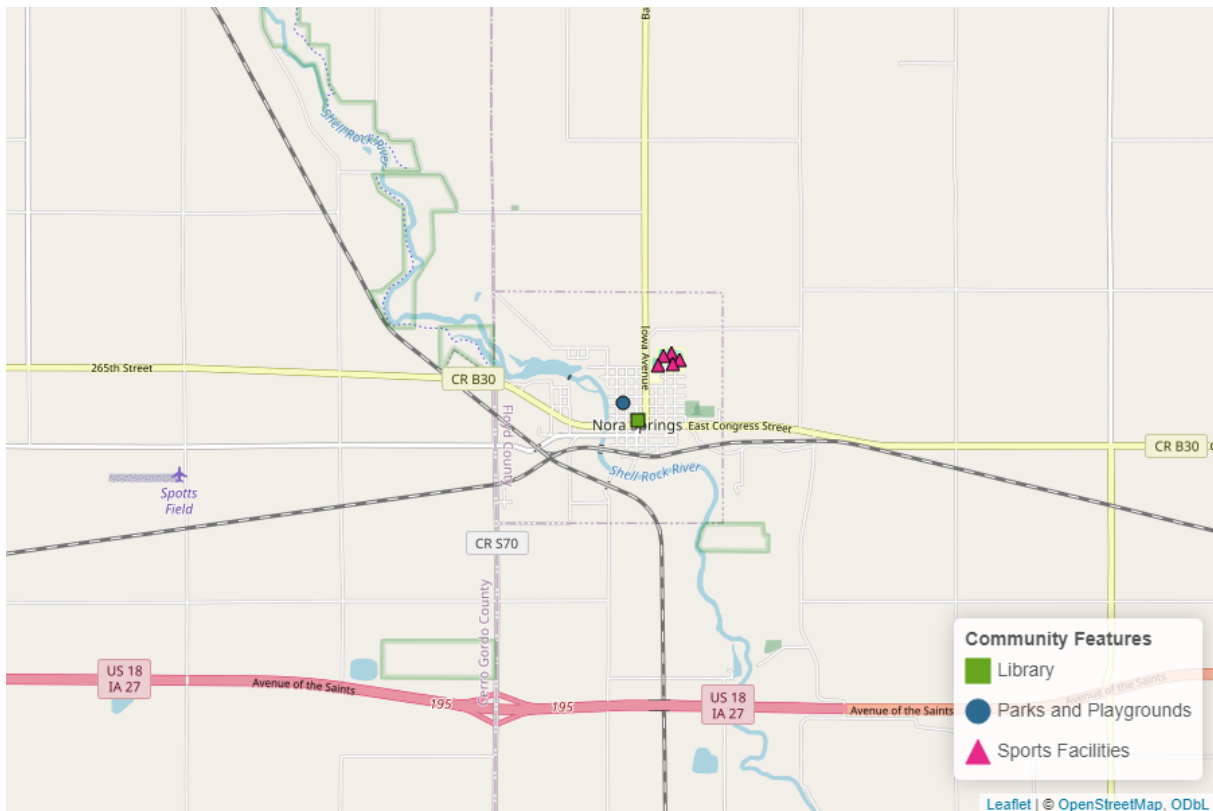 Be
Shell Rock River
Iowa Avenue
265th Street
CR B30
Floyd County
Nora Springs
East Congress Street
CR B30
Shell Rock River
Spotts
Field
CR S70
Cerro Gordo County
US 18
IA 27
Avenue of the Saints
195
195
US 18
IA 27
Avenue of the Saints
Avenue of the Saints
Community Features
Library
Parks and Playgrounds
Sports Facilities
Leaflet | © OpenStreetMap, ODbL